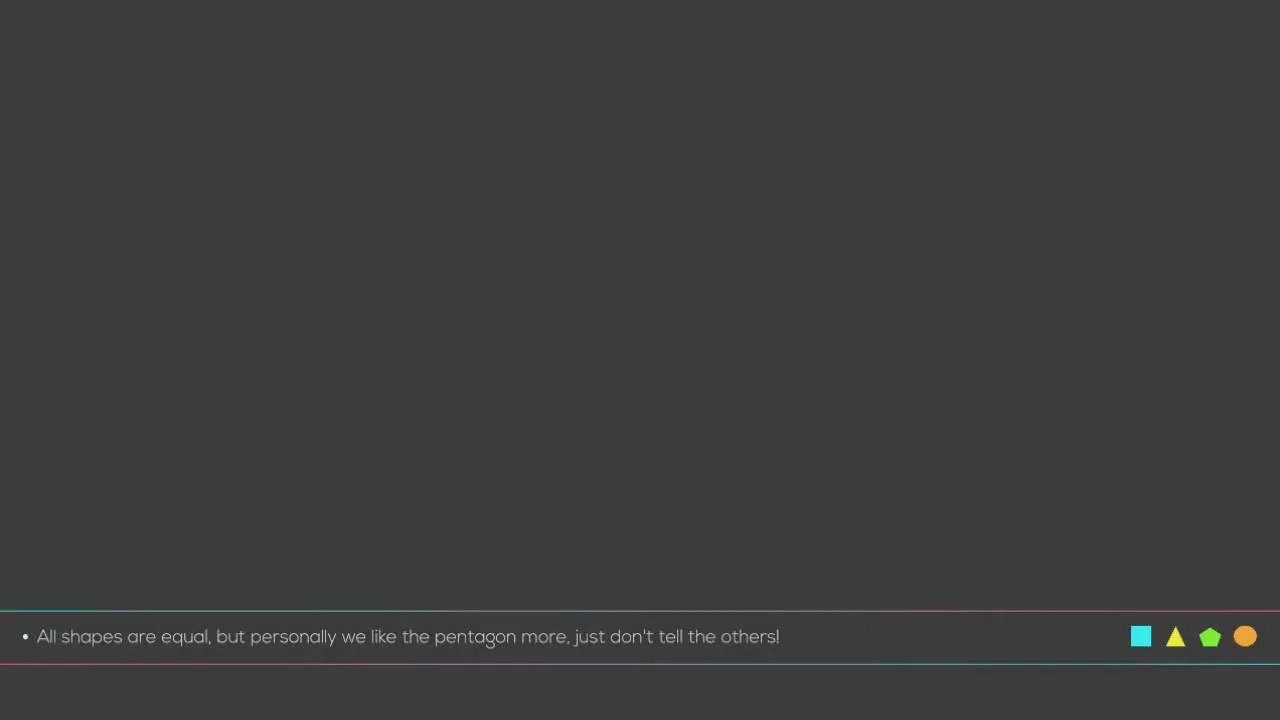 • All shapes are equal, but personally we like the pentagon more, just don't tell the others!